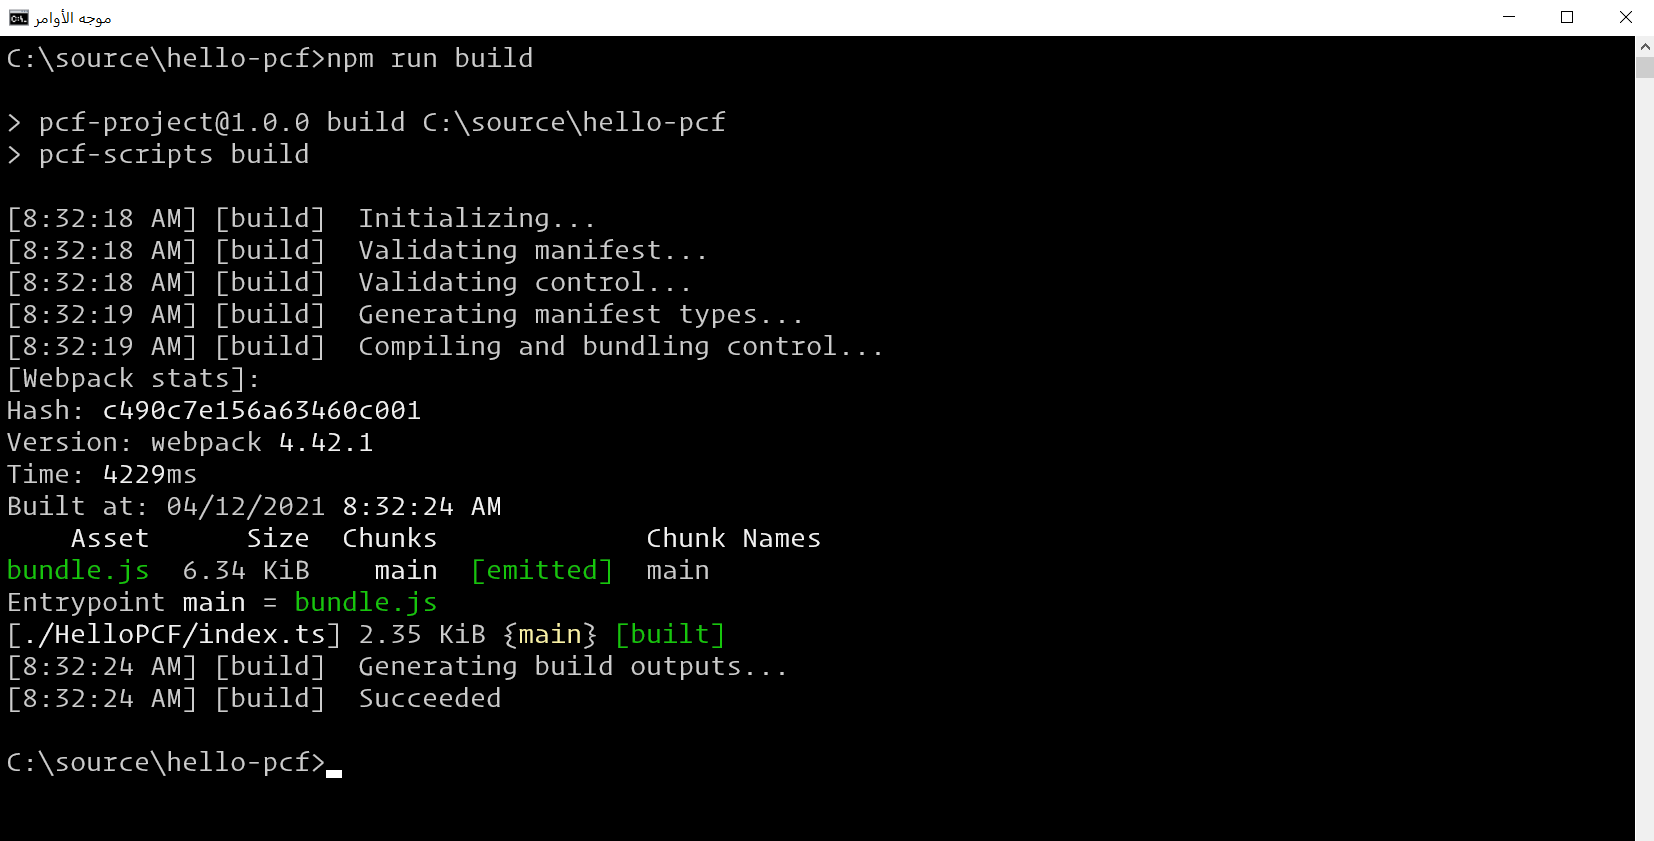 موجه الأوامر
C:\source\hello-pcf>npm run build
> pcf-project@1.0.0 build C:\source\hello-pcf
> pcf-scripts build
[8:32:18 AM] [build]  Initializing...
[8:32:18 AM] [build]  Validating manifest...
[8:32:18 AM] [build]  Validating control...
[8:32:19 AM] [build]  Generating manifest types...
[8:32:19 AM] [build]  Compiling and bundling control...
[Webpack stats]:
Hash: c490c7e156a63460c001
Version: webpack 4.42.1
Time: 4229ms
Built at: 04/12/2021 8:32:24 AM
    Asset      Size  Chunks             Chunk Names
bundle.js  6.34 KiB    main  [emitted]  main
Entrypoint main = bundle.js
[./HelloPCF/index.ts] 2.35 KiB {main} [built]
[8:32:24 AM] [build]  Generating build outputs...
[8:32:24 AM] [build]  Succeeded
C:\source\hello-pcf>